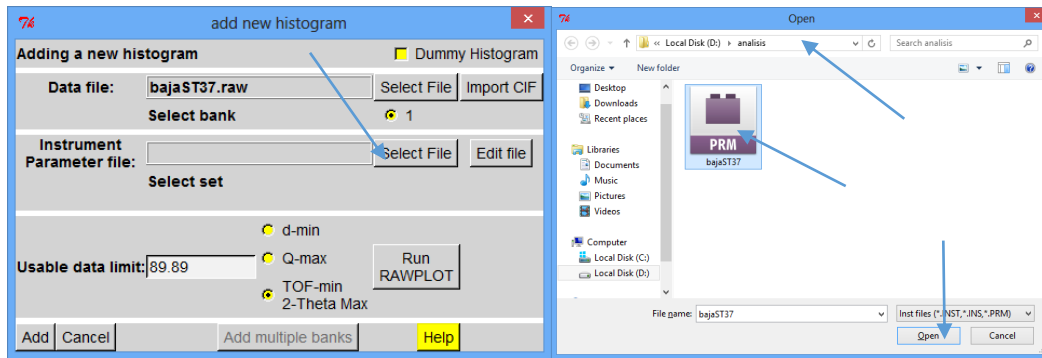 add new histogram
Adding a new histogram Dummy Histogram
Data file: bajaST37.raw Select File Import CIF
Select bank 1
Instrument
Parameter file: Select File Edit file
Select set
d-min
Usable data limit: 89.89 Q-max Run
RAWPLOT
TOF-min
2-Theta Max
Add Cancel Add multiple banks Help
Open
« Local Disk (D:) analisis Search analisis
Organize New folder
Desktop
Downloads
Recent places
Libraries
Documents
Music
Pictures
Videos
Computer
Local Disk (C:)
Local Disk (D:)
PRM
bajaST37
File name: bajaST37 Inst files (*.INST,*.INS,*.PRM)
Open Cancel